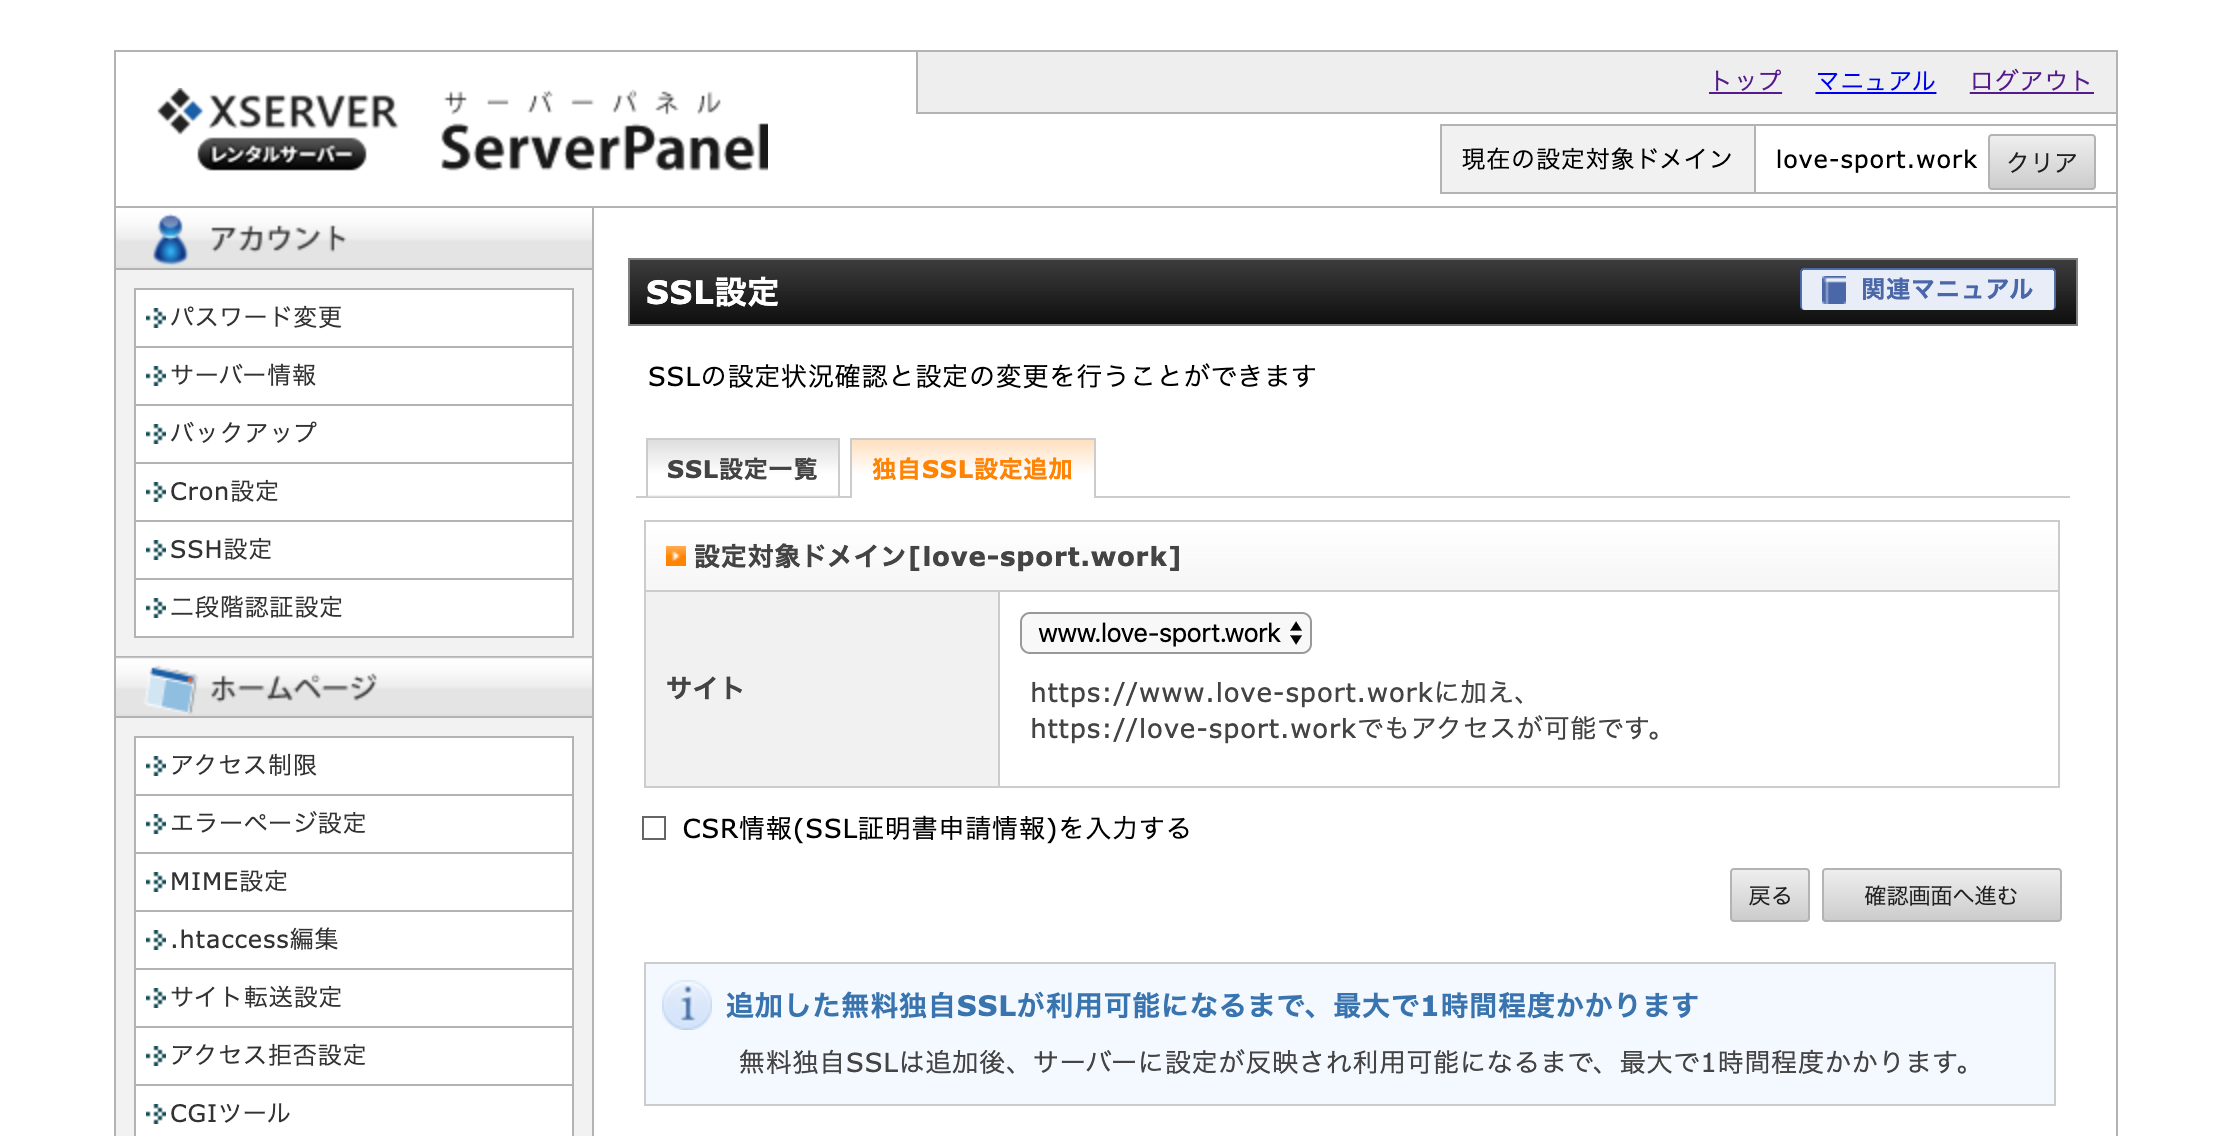 XSERVER
レンタルサーバー
サーバーパネル
ServerPanel
トップ マニュアル ログアウト
現在の設定対象ドメイン love-sport.work クリア
アカウント
パスワード変更
サーバー情報
バックアップ
Cron設定
SSH設定
二段階認証設定
ホームページ
アクセス制限
エラーページ設定
MIME設定
.htaccess編集
サイト転送設定
アクセス拒否設定
CGIツール
SSL設定
関連マニュアル
SSLの設定状況確認と設定の変更を行うことができます
SSL設定一覧 独自SSL設定追加
設定対象ドメイン[love-sport.work]
サイト
www.love-sport.work
https://www.love-sport.workに加え、
https://love-sport.workでもアクセスが可能です。
CSR情報(SSL証明書申請情報)を入力する
戻る 確認画面へ進む
追加した無料独自SSLが利用可能になるまで、最大で1時間程度かかります
無料独自SSLは追加後、サーバーに設定が反映され利用可能になるまで、最大で1時間程度かかります。